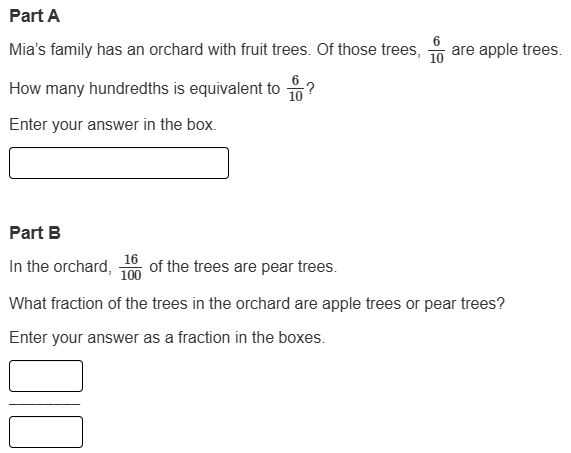 Part A
Mia's family has an orchard with fruit trees. Of those trees, 6/10 are apple trees.
How many hundredths is equivalent to 6/10?
Enter your answer in the box.
Part B
In the orchard, 16/100 of the trees are pear trees.
What fraction of the trees in the orchard are apple trees or pear trees?
Enter your answer as a fraction in the boxes.